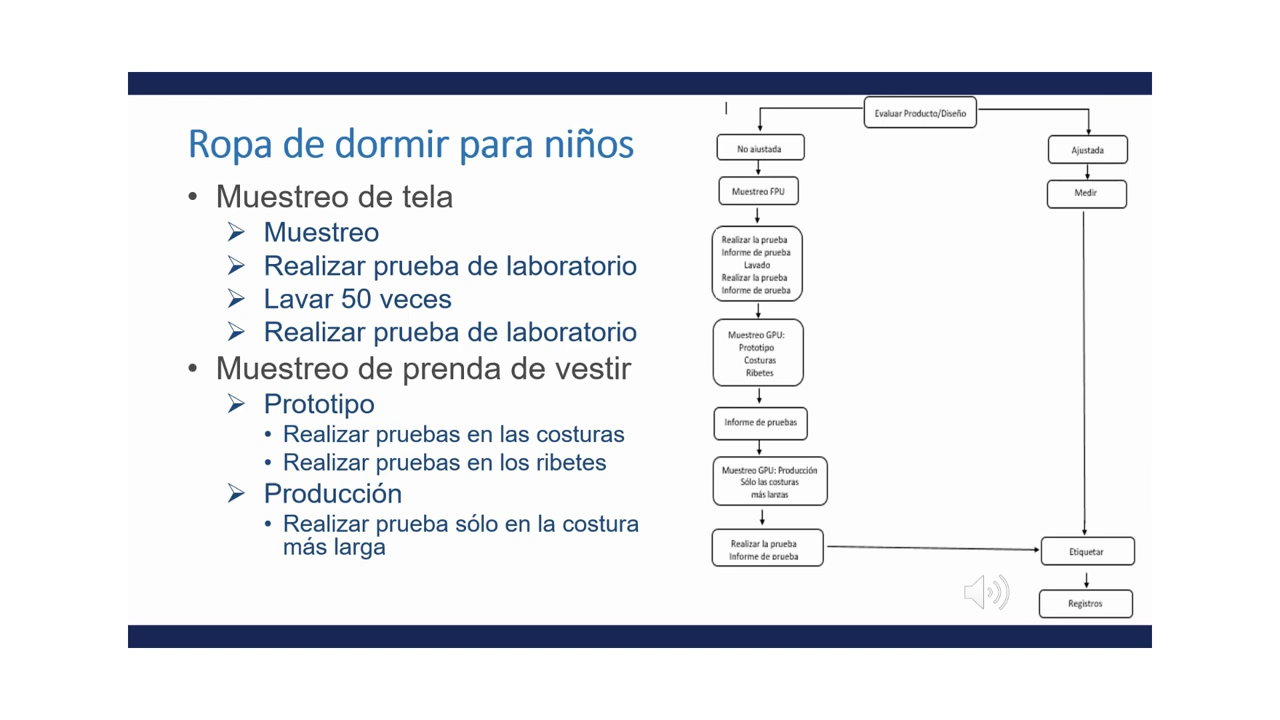 Ropa de dormir para niños
• Muestreo de tela
➢ Muestreo
➢ Realizar prueba de laboratorio
➢ Lavar 50 veces
➢ Realizar prueba de laboratorio
• Muestreo de prenda de vestir
➢ Prototipo
• Realizar pruebas en las costuras
• Realizar pruebas en los ribetes
➢ Producción
• Realizar prueba sólo en la costura
más larga
Evaluar Producto/Diseño
No ajustada
Muestreo FPU
Realizar la prueba
Informe de prueba
Lavado
Realizar la prueba
Informe de prueba
Muestreo GPU:
Prototipo
Costuras
Ribetes
Informe de pruebas
Muestreo GPU: Producción
Sólo las costuras
más largas
Realizar la prueba
Informe de prueba
Ajustada
Medir
Etiquetar
Registros